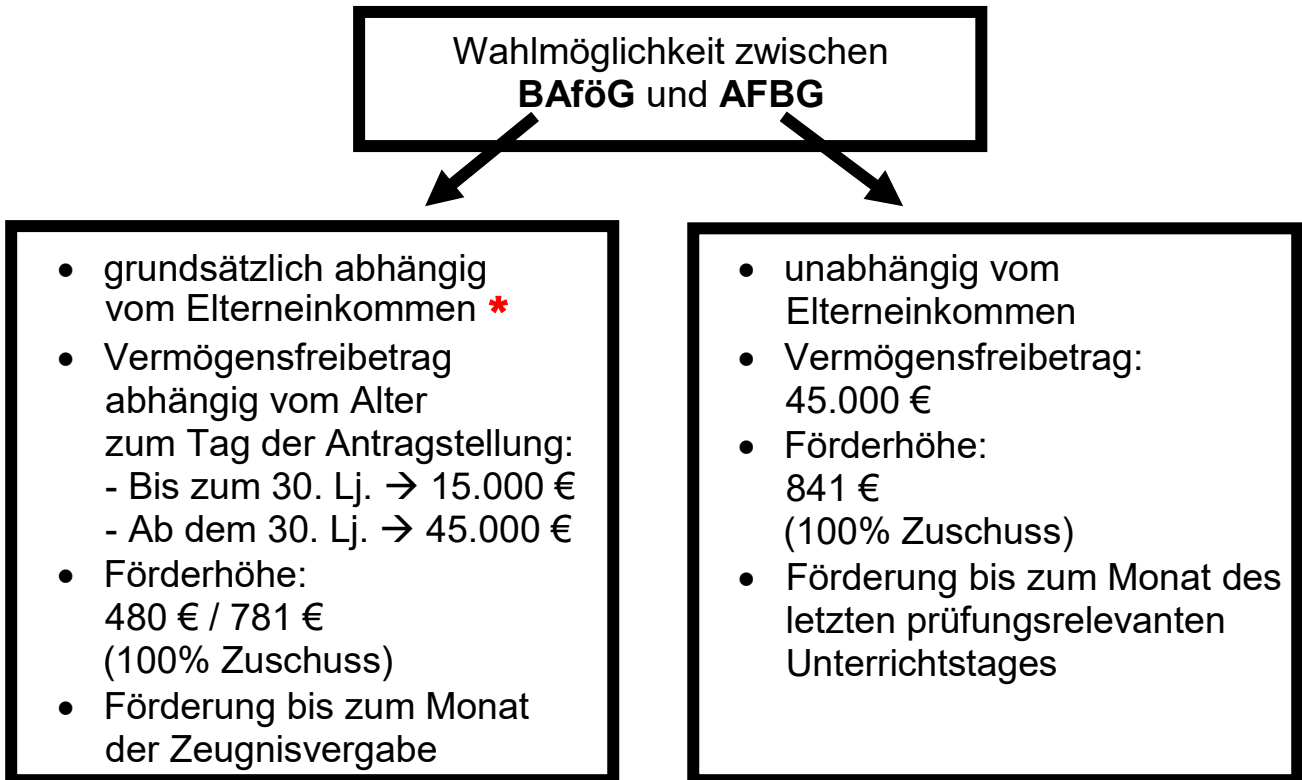 Wahlmöglichkeit zwischen
BAföG und AFBG
• grundsätzlich abhängig
vom Elterneinkommen *
• Vermögensfreibetrag
abhängig vom Alter
zum Tag der Antragstellung:
- Bis zum 30. Lj. → 15.000 €
- Ab dem 30. Lj. → 45.000 €
• Förderhöhe:
480 € / 781 €
(100% Zuschuss)
• Förderung bis zum Monat
der Zeugnisvergabe
• unabhängig vom
Elterneinkommen
• Vermögensfreibetrag:
45.000 €
• Förderhöhe:
841 €
(100% Zuschuss)
• Förderung bis zum Monat des
letzten prüfungsrelevanten
Unterrichtstages